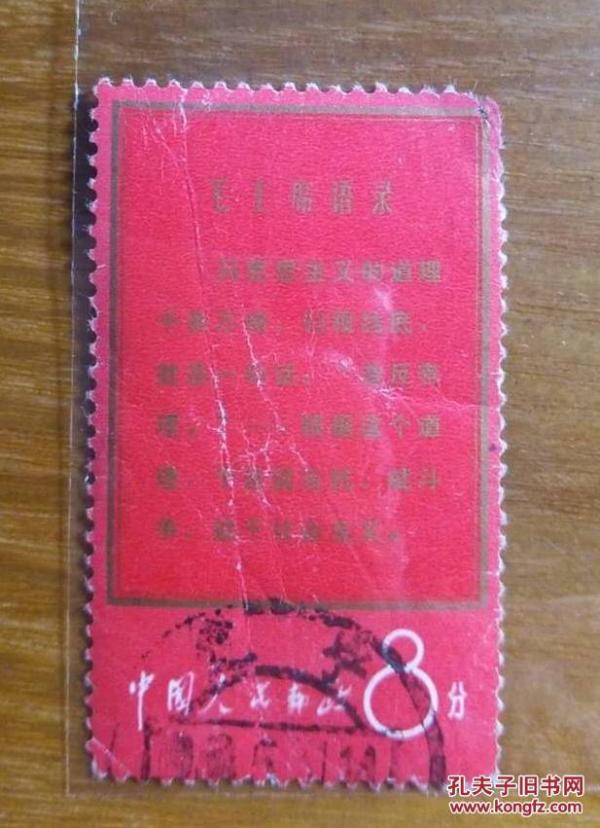 毛主席语录
马克思主义的道理
千条万绪，归根结底，
就是一句话：“造反有
理。”……根据这个道
理，于是就反抗，就斗
争，就干社会主义。
中国人民邮政 8分
孔夫子旧书网
www.kongfz.com